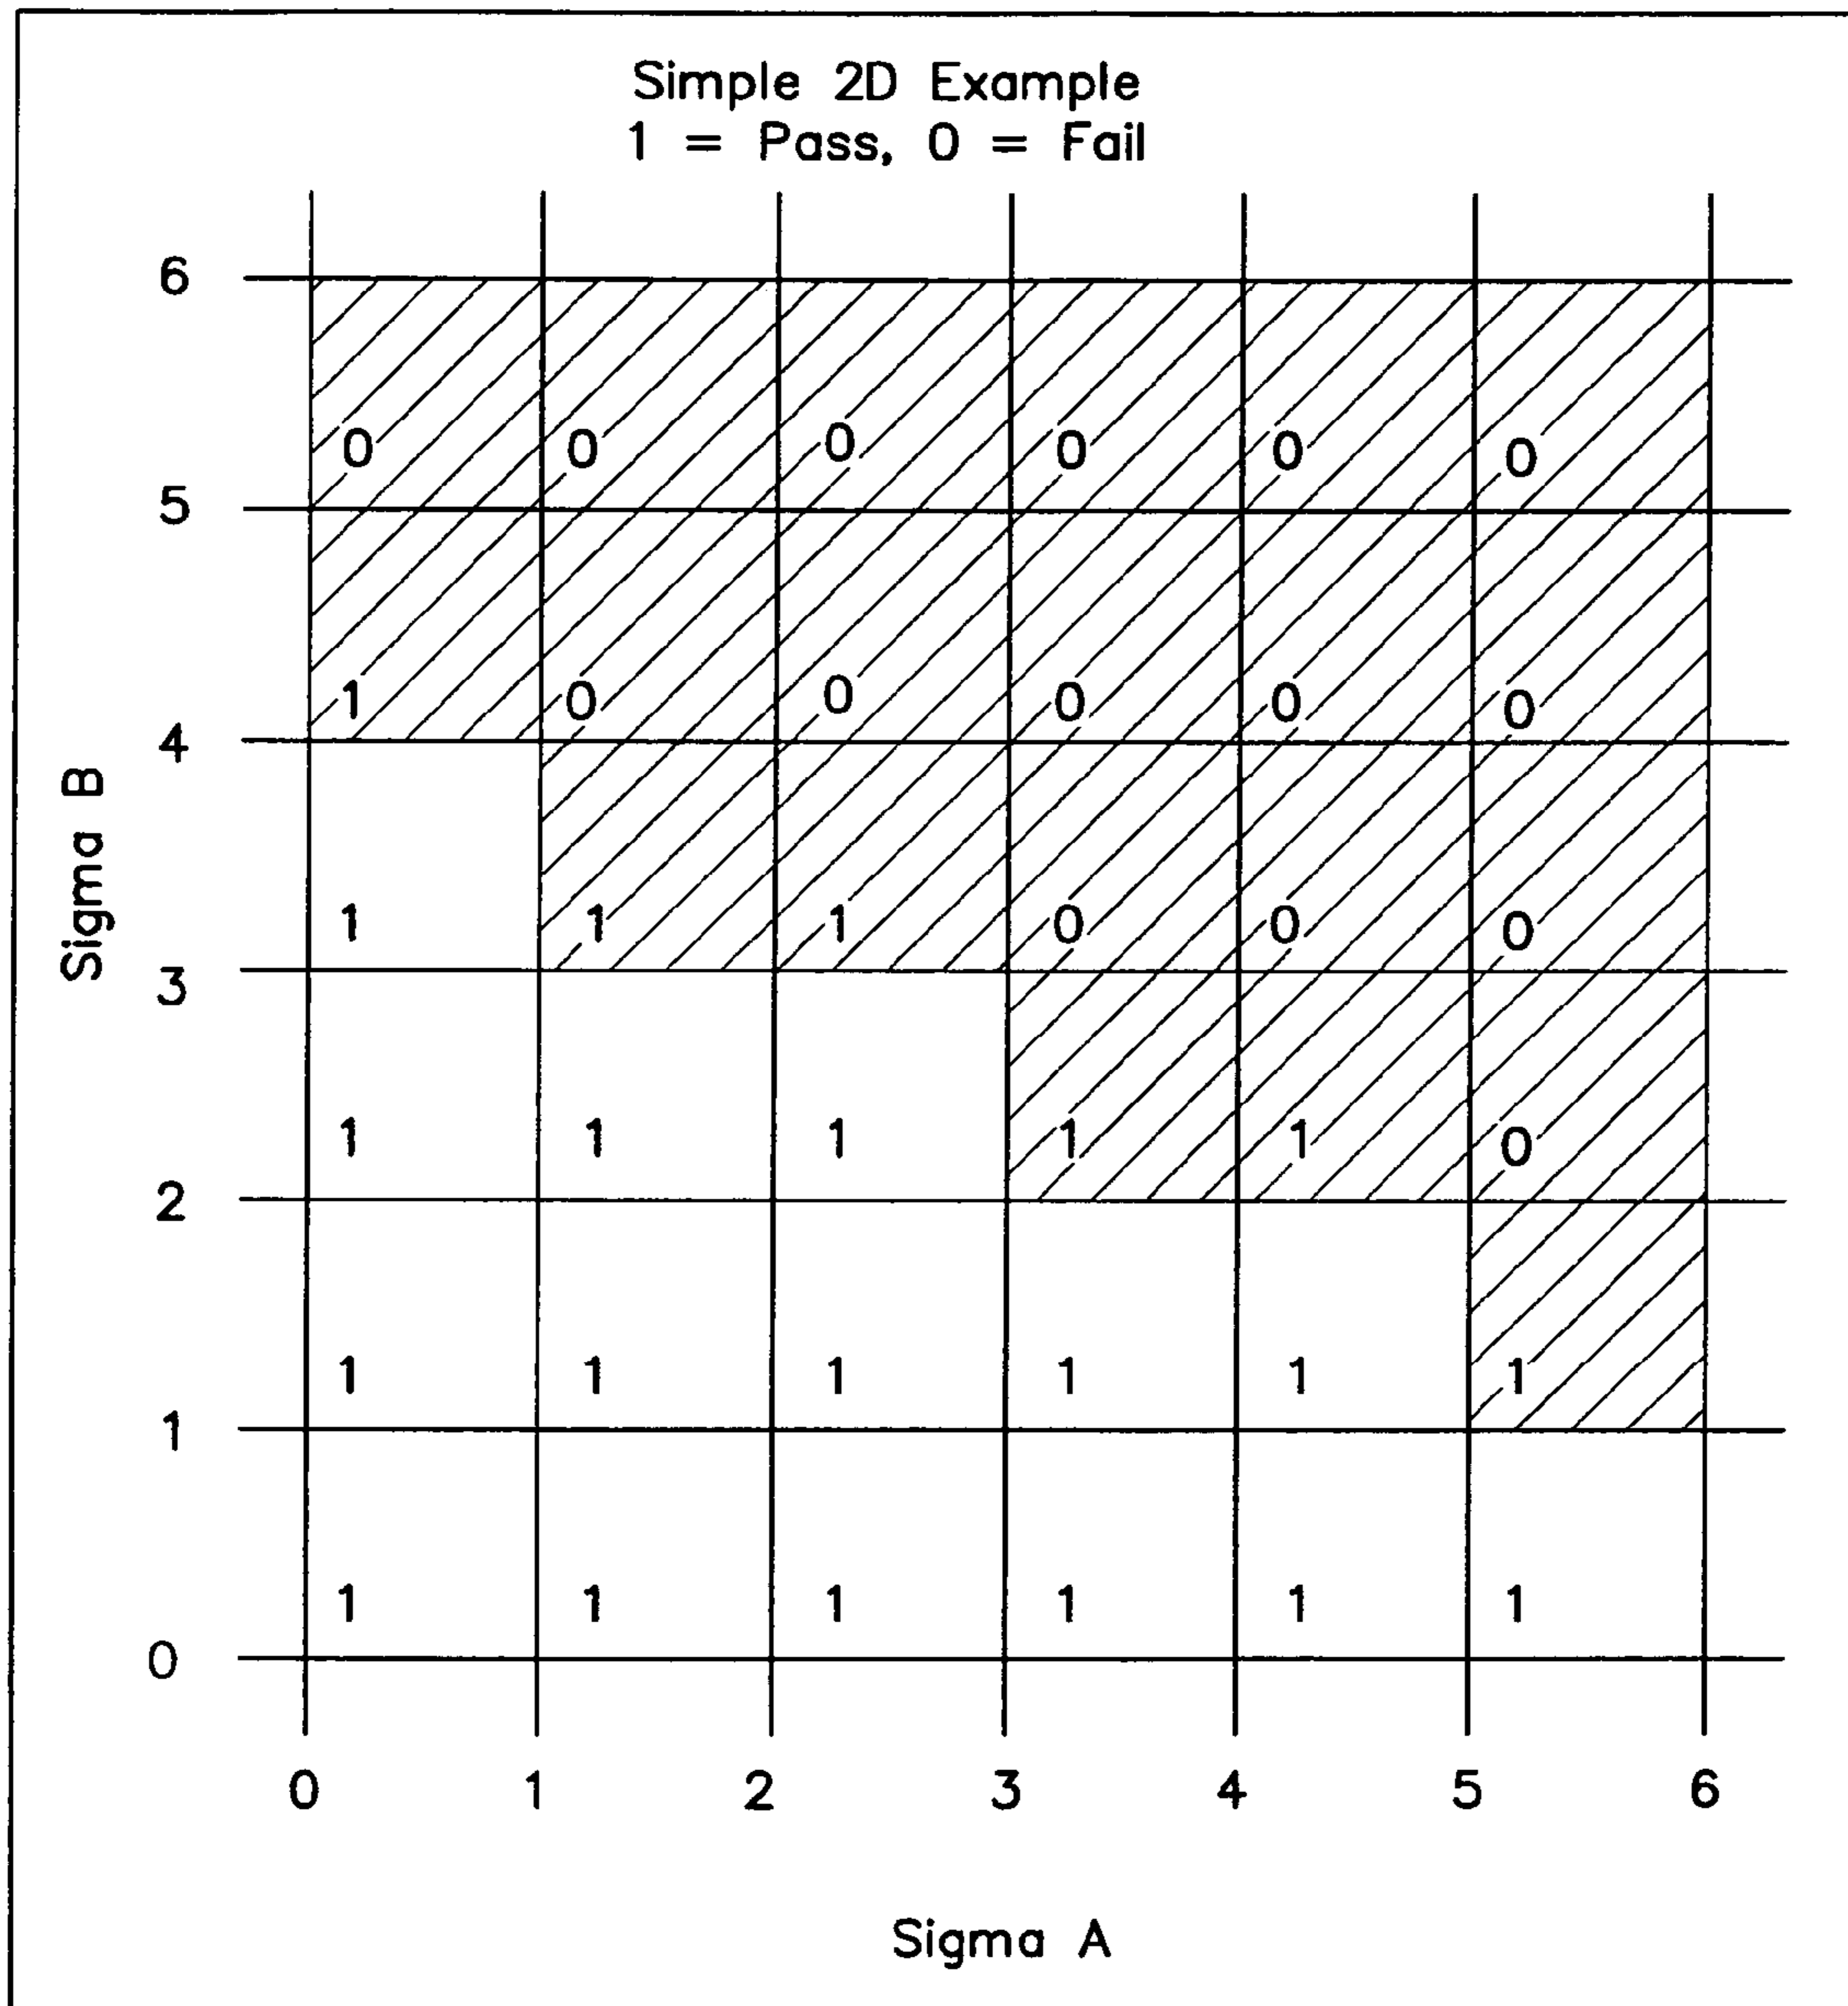 Simple 2D Example
1 = Pass, 0 = Fail
6
0 0 0 0 0 0
5
1 0 0 0 0 0
4
Sigma B
1 1 1 0 0 0
3
1 1 1 1 1 0
2
1 1 1 1 1 1
1
1 1 1 1 1 1
0
0 1 2 3 4 5 6
Sigma A